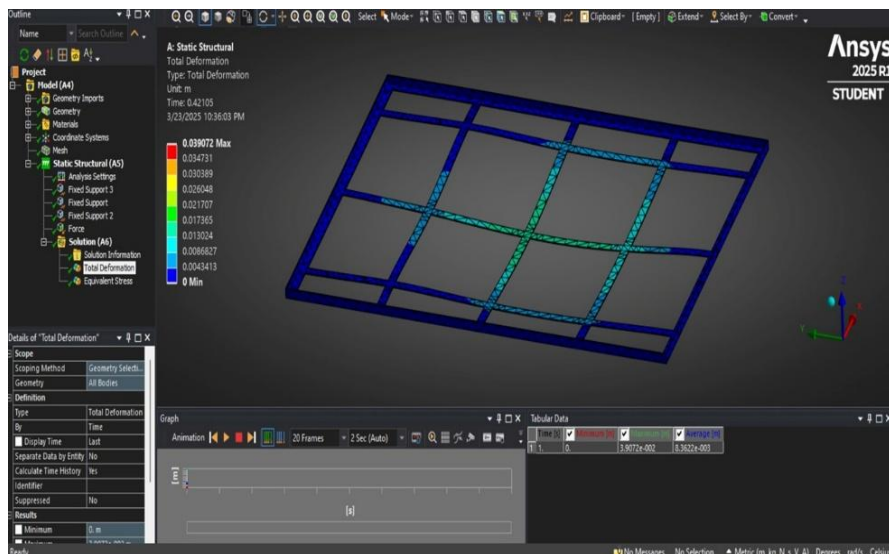 Outline
Name
Search Outline
Project
Model (A4)
Geometry Imports
Geometry
Materials
Coordinate Systems
Mesh
Static Structural (A5)
Analysis Settings
Fixed Support 3
Fixed Support
Fixed Support 2
Force
Solution (A6)
Solution Information
Total Deformation
Equivalent Stress
Select
Mode
Clipboard
[ Empty ]
Extend
Select By
Convert
A: Static Structural
Total Deformation
Type: Total Deformation
Unit: m
Time: 0.42105
3/23/2025 10:36:03 PM
0.039072 Max
0.034731
0.030389
0.026048
0.021707
0.017365
0.013024
0.0086827
0.0043413
0 Min
Ansys
2025 R1
STUDENT
Z
Y
Details of "Total Deformation"
Scope
Scoping Method Geometry Selecti...
Geometry All Bodies
Definition
Type Total Deformation
By Time
Display Time Last
Separate Data by Entity No
Calculate Time History Yes
Identifier
Suppressed No
Results
Minimum 0. m
Graph
Animation
20 Frames
2 Sec (Auto)
[m]
[s]
Tabular Data
Time [s] Minimum [m] Maximum [m] Average [m]
1 1. 0. 3.9072e-002 8.3622e-003
Ready
No Messages No Selection Metric (m, kg, N, s, V, A) Degrees rad/s Celsius